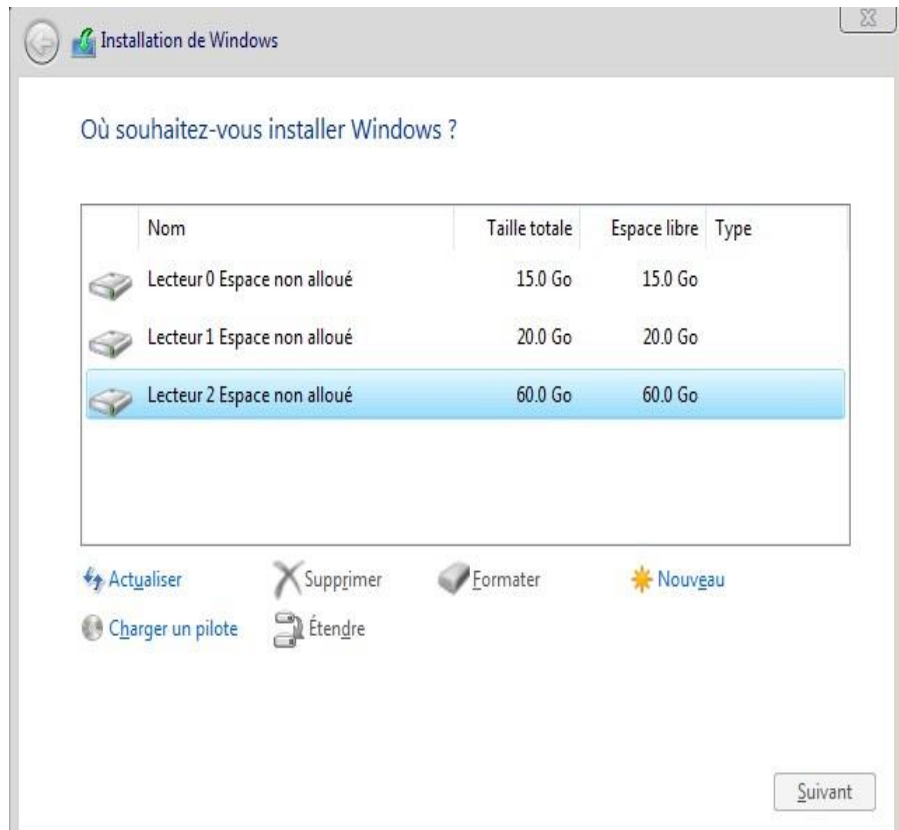 Installation de Windows
Où souhaitez-vous installer Windows ?
Nom Taille totale Espace libre Type
Lecteur 0 Espace non alloué 15.0 Go 15.0 Go
Lecteur 1 Espace non alloué 20.0 Go 20.0 Go
Lecteur 2 Espace non alloué 60.0 Go 60.0 Go
Actualiser Supprimer Formater Nouveau
Charger un pilote Étendre
Suivant